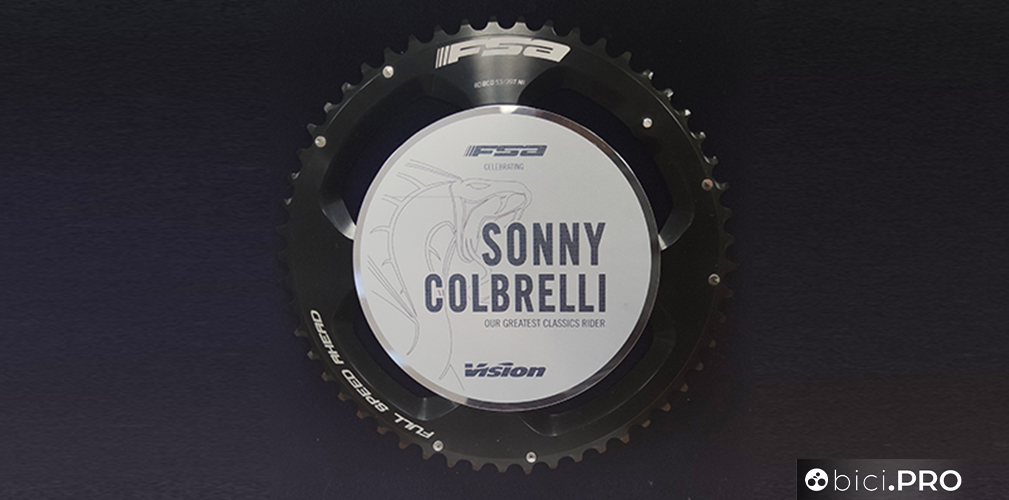 FSA
FSA
CELEBRATING
SONNY
COLBRELLI
OUR GREATEST CLASSICS RIDER
Vision
FULL SPEED AHEAD
bici.PRO